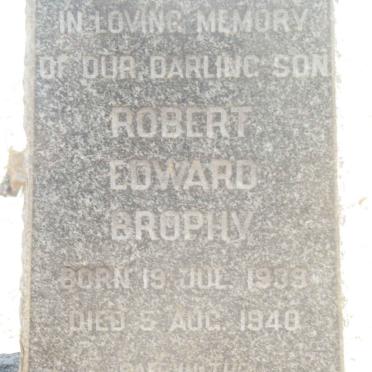 IN LOVING MEMORY
OF OUR DARLING SON
ROBERT
EDWARD
BROPHY
BORN 19 JUL. 1939
DIED 5 AUG. 1940